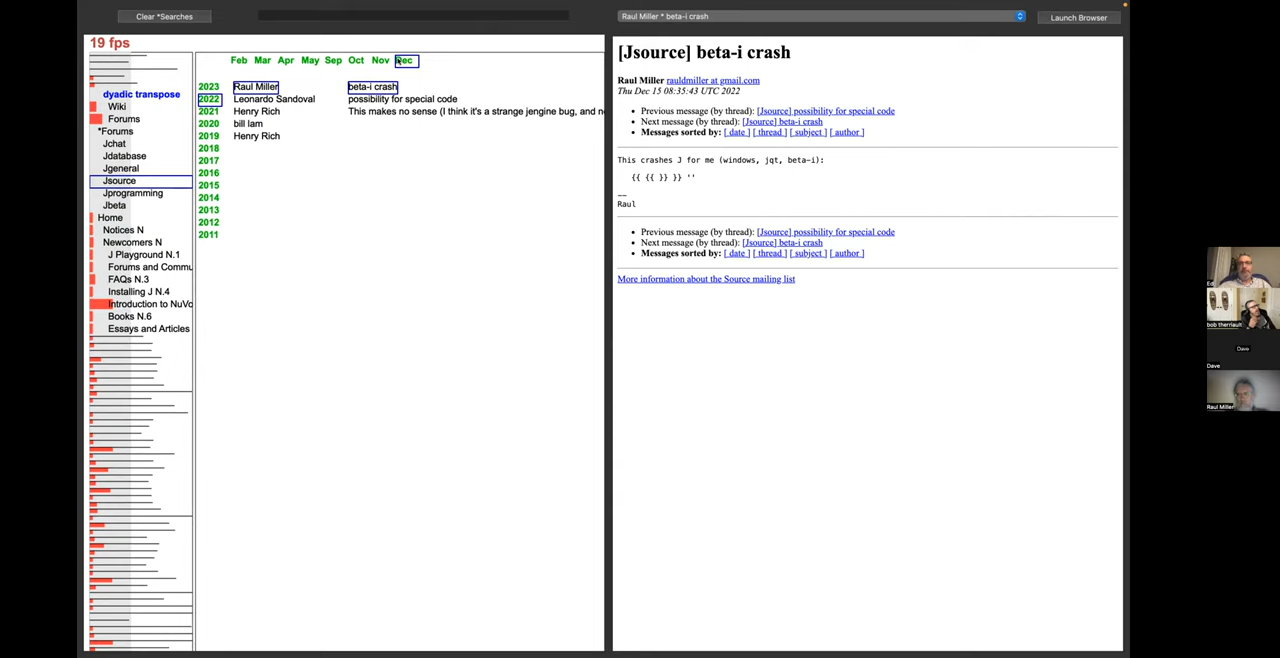 Clear *Searches
Raul Miller * beta-i crash
Launch Browser
19 fps
dyadic transpose
Wiki
Forums
*Forums
Jchat
Jdatabase
Jgeneral
Jsource
Jprogramming
Jbeta
Home
Notices N
Newcomers N
J Playground N.1
Forums and Commu
FAQs N.3
Installing J N.4
Introduction to NuVo
Books N.6
Essays and Articles
Feb Mar Apr May Sep Oct Nov Dec
2023 Raul Miller beta-i crash
2022 Leonardo Sandoval possibility for special code
2021 Henry Rich This makes no sense (I think it's a strange jengine bug, and n
2020 bill lam
2019 Henry Rich
2018
2017
2016
2015
2014
2013
2012
2011
[Jsource] beta-i crash
Raul Miller rauldmiller at gmail.com
Thu Dec 15 08:35:43 UTC 2022
• Previous message (by thread): [Jsource] possibility for special code
• Next message (by thread): [Jsource] beta-i crash
• Messages sorted by: [ date ] [ thread ] [ subject ] [ author ]
This crashes J for me (windows, jqt, beta-i):
{{ {{ }} }} ''
--
Raul
• Previous message (by thread): [Jsource] possibility for special code
• Next message (by thread): [Jsource] beta-i crash
• Messages sorted by: [ date ] [ thread ] [ subject ] [ author ]
More information about the Source mailing list
Ed
bob therriault
Dave
Dave
Raul Miller